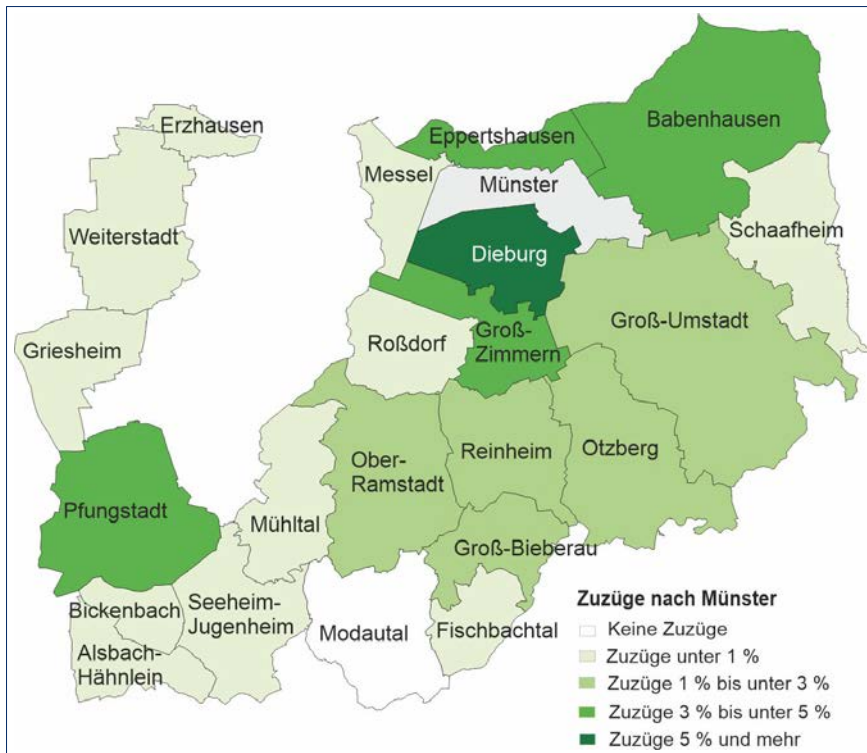 Erzhausen
Eppertshausen
Babenhausen
Messel
Münster
Weiterstadt
Schaafheim
Dieburg
Griesheim
Roßdorf
Groß-
Zimmern
Groß-Umstadt
Ober-
Ramstadt
Reinheim
Otzberg
Pfungstadt
Mühltal
Groß-Bieberau
Bickenbach
Seeheim-
Jugenheim
Modautal
Fischbachtal
Alsbach-
Hähnlein
Zuzüge nach Münster
Keine Zuzüge
Zuzüge unter 1 %
Zuzüge 1 % bis unter 3 %
Zuzüge 3 % bis unter 5 %
Zuzüge 5 % und mehr